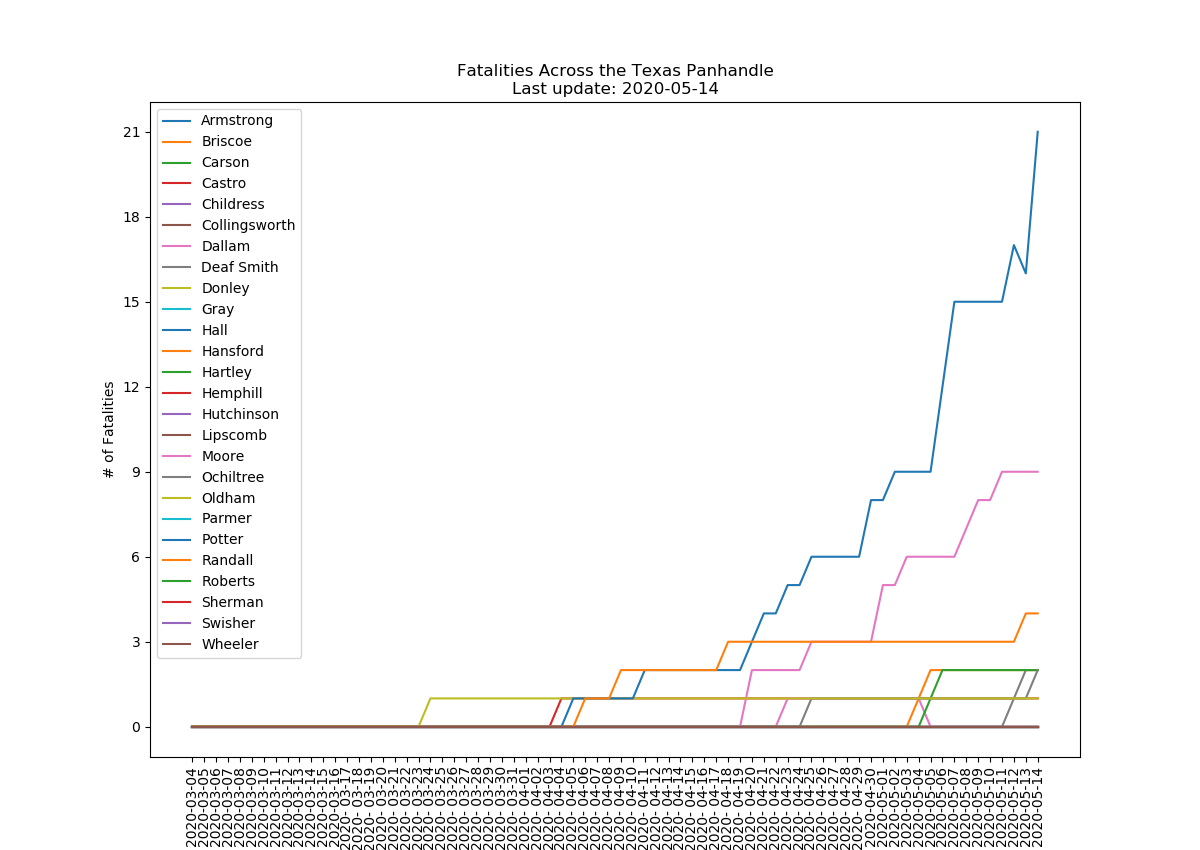 Fatalities Across the Texas Panhandle
Last update: 2020-05-14
Armstrong
Briscoe
Carson
Castro
Childress
Collingsworth
Dallam
Deaf Smith
Donley
Gray
Hall
Hansford
Hartley
Hemphill
Hutchinson
Lipscomb
Moore
Ochiltree
Oldham
Parmer
Potter
Randall
Roberts
Sherman
Swisher
Wheeler
# of Fatalities
21
18
15
12
9
6
3
0
2020-03-04
2020-03-05
2020-03-06
2020-03-07
2020-03-08
2020-03-09
2020-03-10
2020-03-11
2020-03-12
2020-03-13
2020-03-14
2020-03-15
2020-03-16
2020- 03-17
2020- 03-18
2020- 03-19
2020- 03-20
2020- 03-21
2020- 03-22
2020- 03-23
2020- 03-24
2020- 03-25
2020- 03-26
2020- 03-27
2020- 03-28
2020- 03-29
2020- 03-30
2020- 03-31
2020- 04-01
2020- 04-02
2020- 04-03
2020- 04-04
2020- 04-05
2020- 04-06
2020- 04-07
2020- 04-08
2020- 04-09
2020- 04-10
2020- 04-11
2020- 04-12
2020- 04-13
2020- 04-14
2020- 04-15
2020- 04-16
2020- 04-17
2020- 04-18
2020- 04-19
2020- 04-20
2020- 04-21
2020- 04-22
2020- 04-23
2020- 04-24
2020- 04-25
2020- 04-26
2020- 04-27
2020- 04-28
2020- 04-29
2020-04-30
2020-05-01
2020-05-02
2020-05-03
2020-05-04
2020-05-05
2020-05-06
2020-05-07
2020-05-08
2020-05-09
2020-05-10
2020-05-11
2020-05-12
2020-05-13
2020-05-14